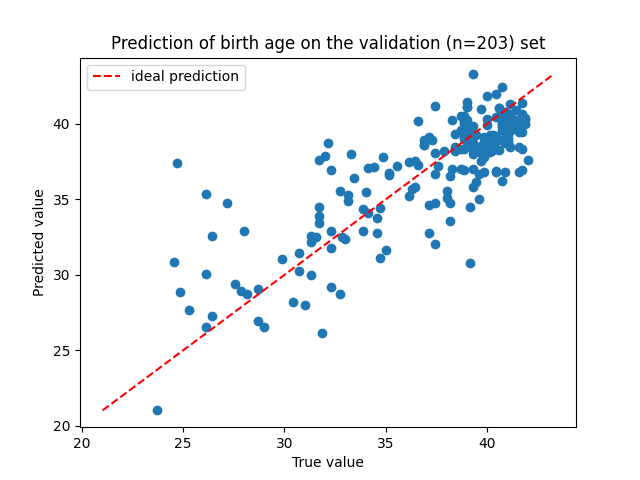 Prediction of birth age on the validation (n=203) set
ideal prediction
40
35
30
25
20
Predicted value
20 25 30 35 40
True value